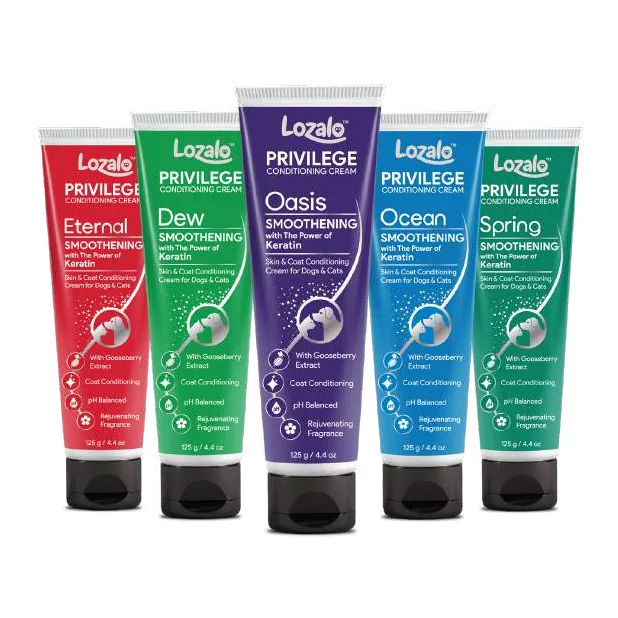 Lozalo™
PRIVILEGE
CONDITIONING CREAM
Eternal
SMOOTHENING
with The Power of
Keratin
Skin & Coat Conditioning
Cream for Dogs & Cats
With Gooseberry
Extract
Coat Conditioning
pH Balanced
Rejuvenating
Fragrance
125 g / 4.4 oz
Lozalo™
PRIVILEGE
CONDITIONING CREAM
Dew
SMOOTHENING
with The Power of
Keratin
Skin & Coat Conditioning
Cream for Dogs & Cats
With Gooseberry
Extract
Coat Conditioning
pH Balanced
Rejuvenating
Fragrance
125 g / 4.4 oz
Lozalo™
PRIVILEGE
CONDITIONING CREAM
Oasis
SMOOTHENING
with The Power of
Keratin
Skin & Coat Conditioning
Cream for Dogs & Cats
With Gooseberry
Extract
Coat Conditioning
pH Balanced
Rejuvenating
Fragrance
125 g / 4.4 oz
Lozalo™
PRIVILEGE
CONDITIONING CREAM
Ocean
SMOOTHENING
with The Power of
Keratin
Skin & Coat Conditioning
Cream for Dogs & Cats
With Gooseberry
Extract
Coat Conditioning
pH Balanced
Rejuvenating
Fragrance
125 g / 4.4 oz
Lozalo™
PRIVILEGE
CONDITIONING CREAM
Spring
SMOOTHENING
with The Power of
Keratin
Skin & Coat Conditioning
Cream for Dogs & Cats
With Gooseberry
Extract
Coat Conditioning
pH Balanced
Rejuvenating
Fragrance
125 g / 4.4 oz